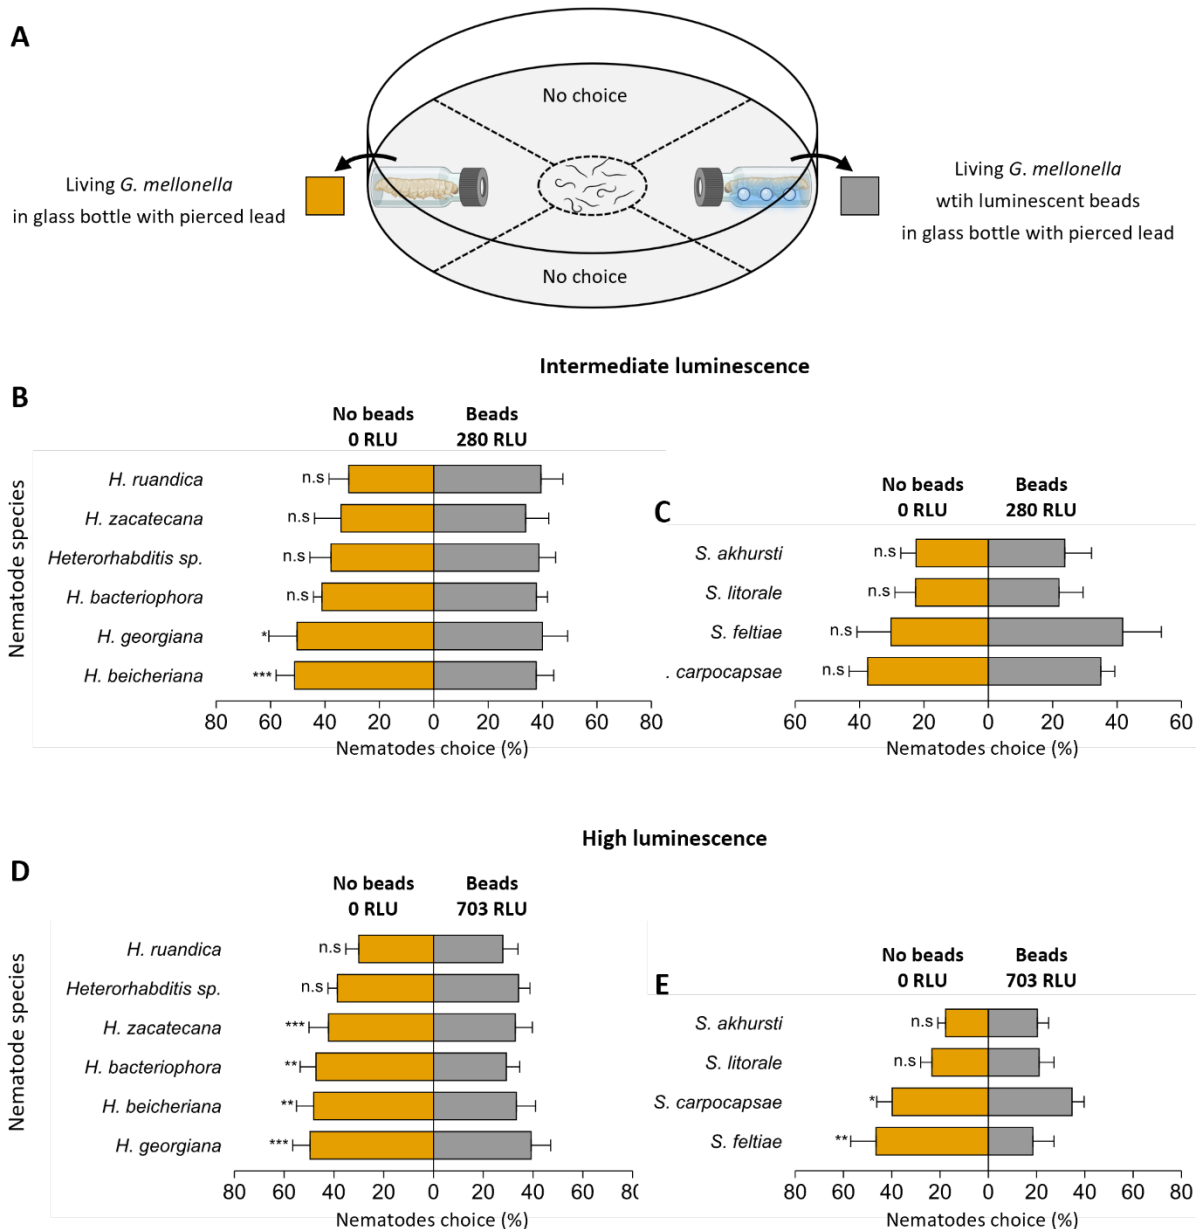 A
No choice
Living G. mellonella
in glass bottle with pierced lead
Living G. mellonella
wtih luminescent beads
in glass bottle with pierced lead
No choice
Intermediate luminescence
B
No beads
0 RLU
Beads
280 RLU
Nematode species
H. ruandica
n.s
H. zacatecana
n.s
Heterorhabditis sp.
n.s
H. bacteriophora
n.s
H. georgiana
*
H. beicheriana
***
80 60 40 20 0 20 40 60 80
Nematodes choice (%)
C
No beads
0 RLU
Beads
280 RLU
S. akhursti
n.s
S. litorale
n.s
S. feltiae
n.s
. carpocapsae
n.s
60 40 20 0 20 40 60
Nematodes choice (%)
High luminescence
D
No beads
0 RLU
Beads
703 RLU
Nematode species
H. ruandica
n.s
Heterorhabditis sp.
n.s
H. zacatecana
***
H. bacteriophora
**
H. beicheriana
**
H. georgiana
***
80 60 40 20 0 20 40 60 80
Nematodes choice (%)
E
No beads
0 RLU
Beads
703 RLU
S. akhursti
n.s
S. litorale
n.s
S. carpocapsae
*
S. feltiae
**
80 60 40 20 0 20 40 60 80
Nematodes choice (%)